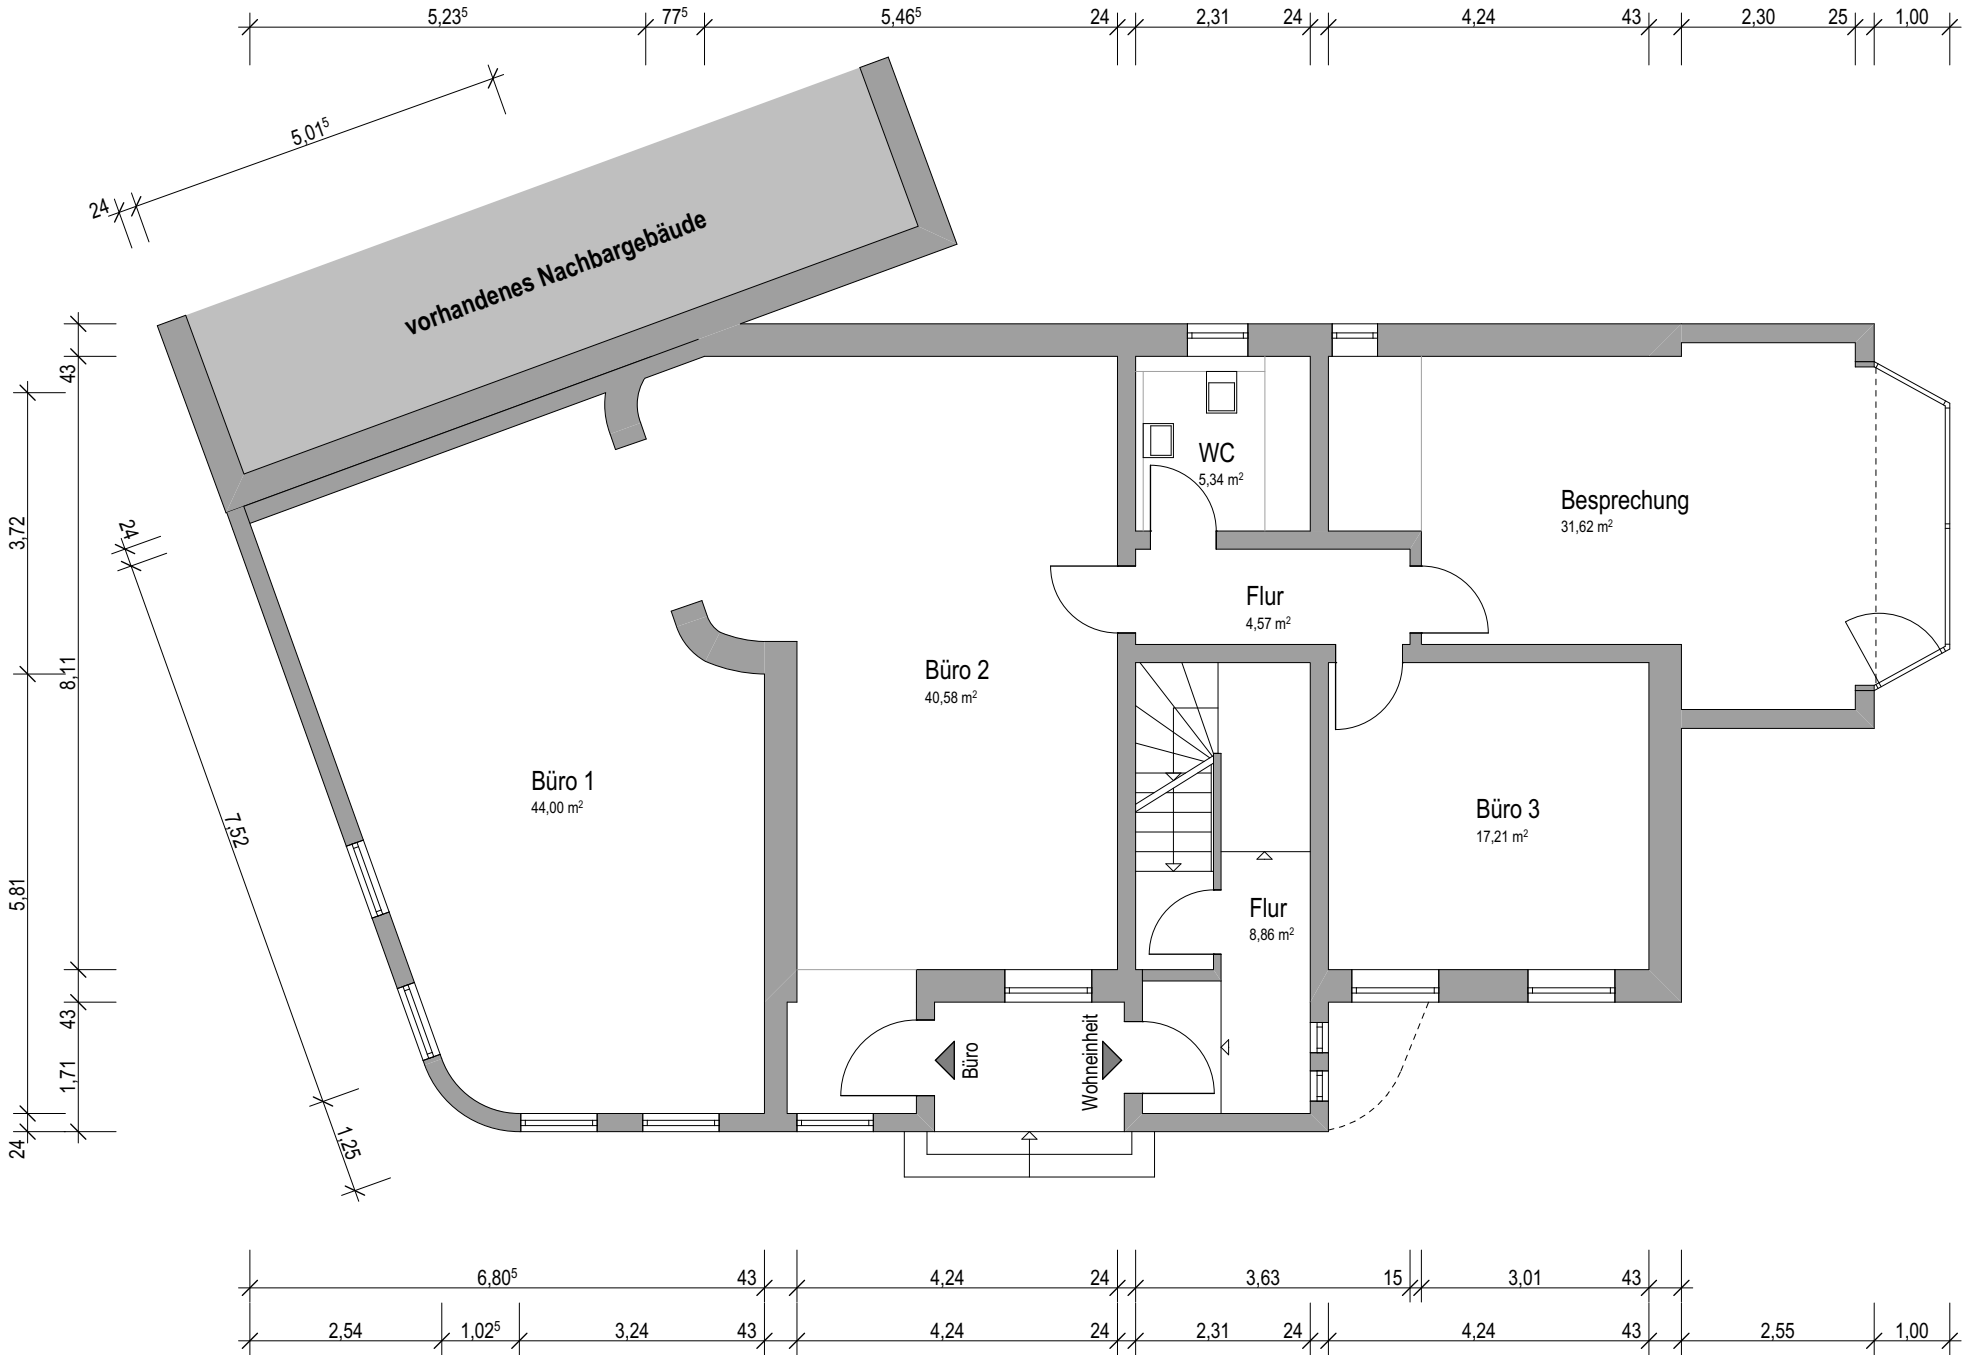 5,23⁵ 77⁵ 5,46⁵ 24 2,31 24 4,24 43 2,30 25 1,00
5,01⁵
24
vorhandenes Nachbargebäude
43
3,72
24
8,11
7,52
5,81
43
1,71
24
1,25
WC
5,34 m²
Besprechung
31,62 m²
Flur
4,57 m²
Büro 2
40,58 m²
Büro 1
44,00 m²
Büro 3
17,21 m²
Flur
8,86 m²
Büro
Wohneinheit
6,80⁵ 43 4,24 24 3,63 15 3,01 43
2,54 1,02⁵ 3,24 43 4,24 24 2,31 24 4,24 43 2,55 1,00